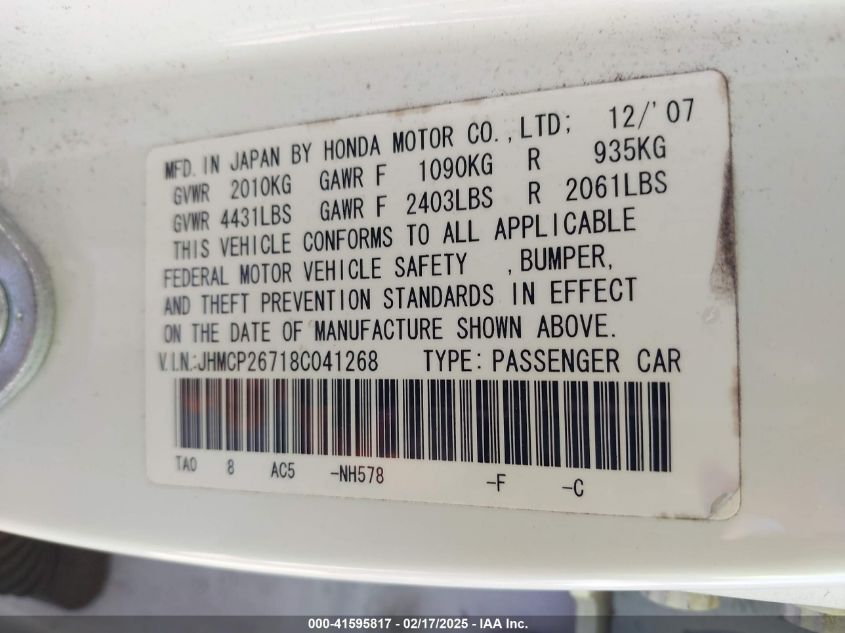 MFD. IN JAPAN BY HONDA MOTOR CO.,LTD; 12/'07
GVWR 2010KG GAWR F 1090KG R 935KG
GVWR 4431LBS GAWR F 2403LBS R 2061LBS
THIS VEHICLE CONFORMS TO ALL APPLICABLE
FEDERAL MOTOR VEHICLE SAFETY ,BUMPER,
AND THEFT PREVENTION STANDARDS IN EFFECT
ON THE DATE OF MANUFACTURE SHOWN ABOVE.
V.I.N.:JHMCP26718C041268 TYPE: PASSENGER CAR
TA0 8 AC5 -NH578 -F -C
000-41595817 - 02/17/2025 - IAA Inc.